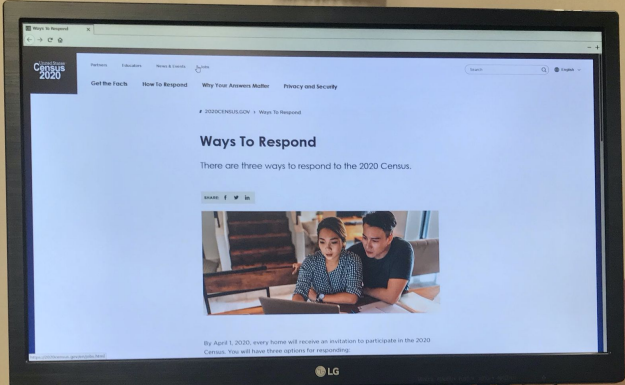 Ways To Respond
United States
Census
2020
Partners Educators News & Events Jobs
Search
English
Get the Facts How To Respond Why Your Answers Matter Privacy and Security
2020CENSUS.GOV > Ways To Respond
Ways To Respond
There are three ways to respond to the 2020 Census.
SHARE f in
By April 1, 2020, every home will receive an invitation to participate in the 2020
Census. You will have three options for responding:
LG